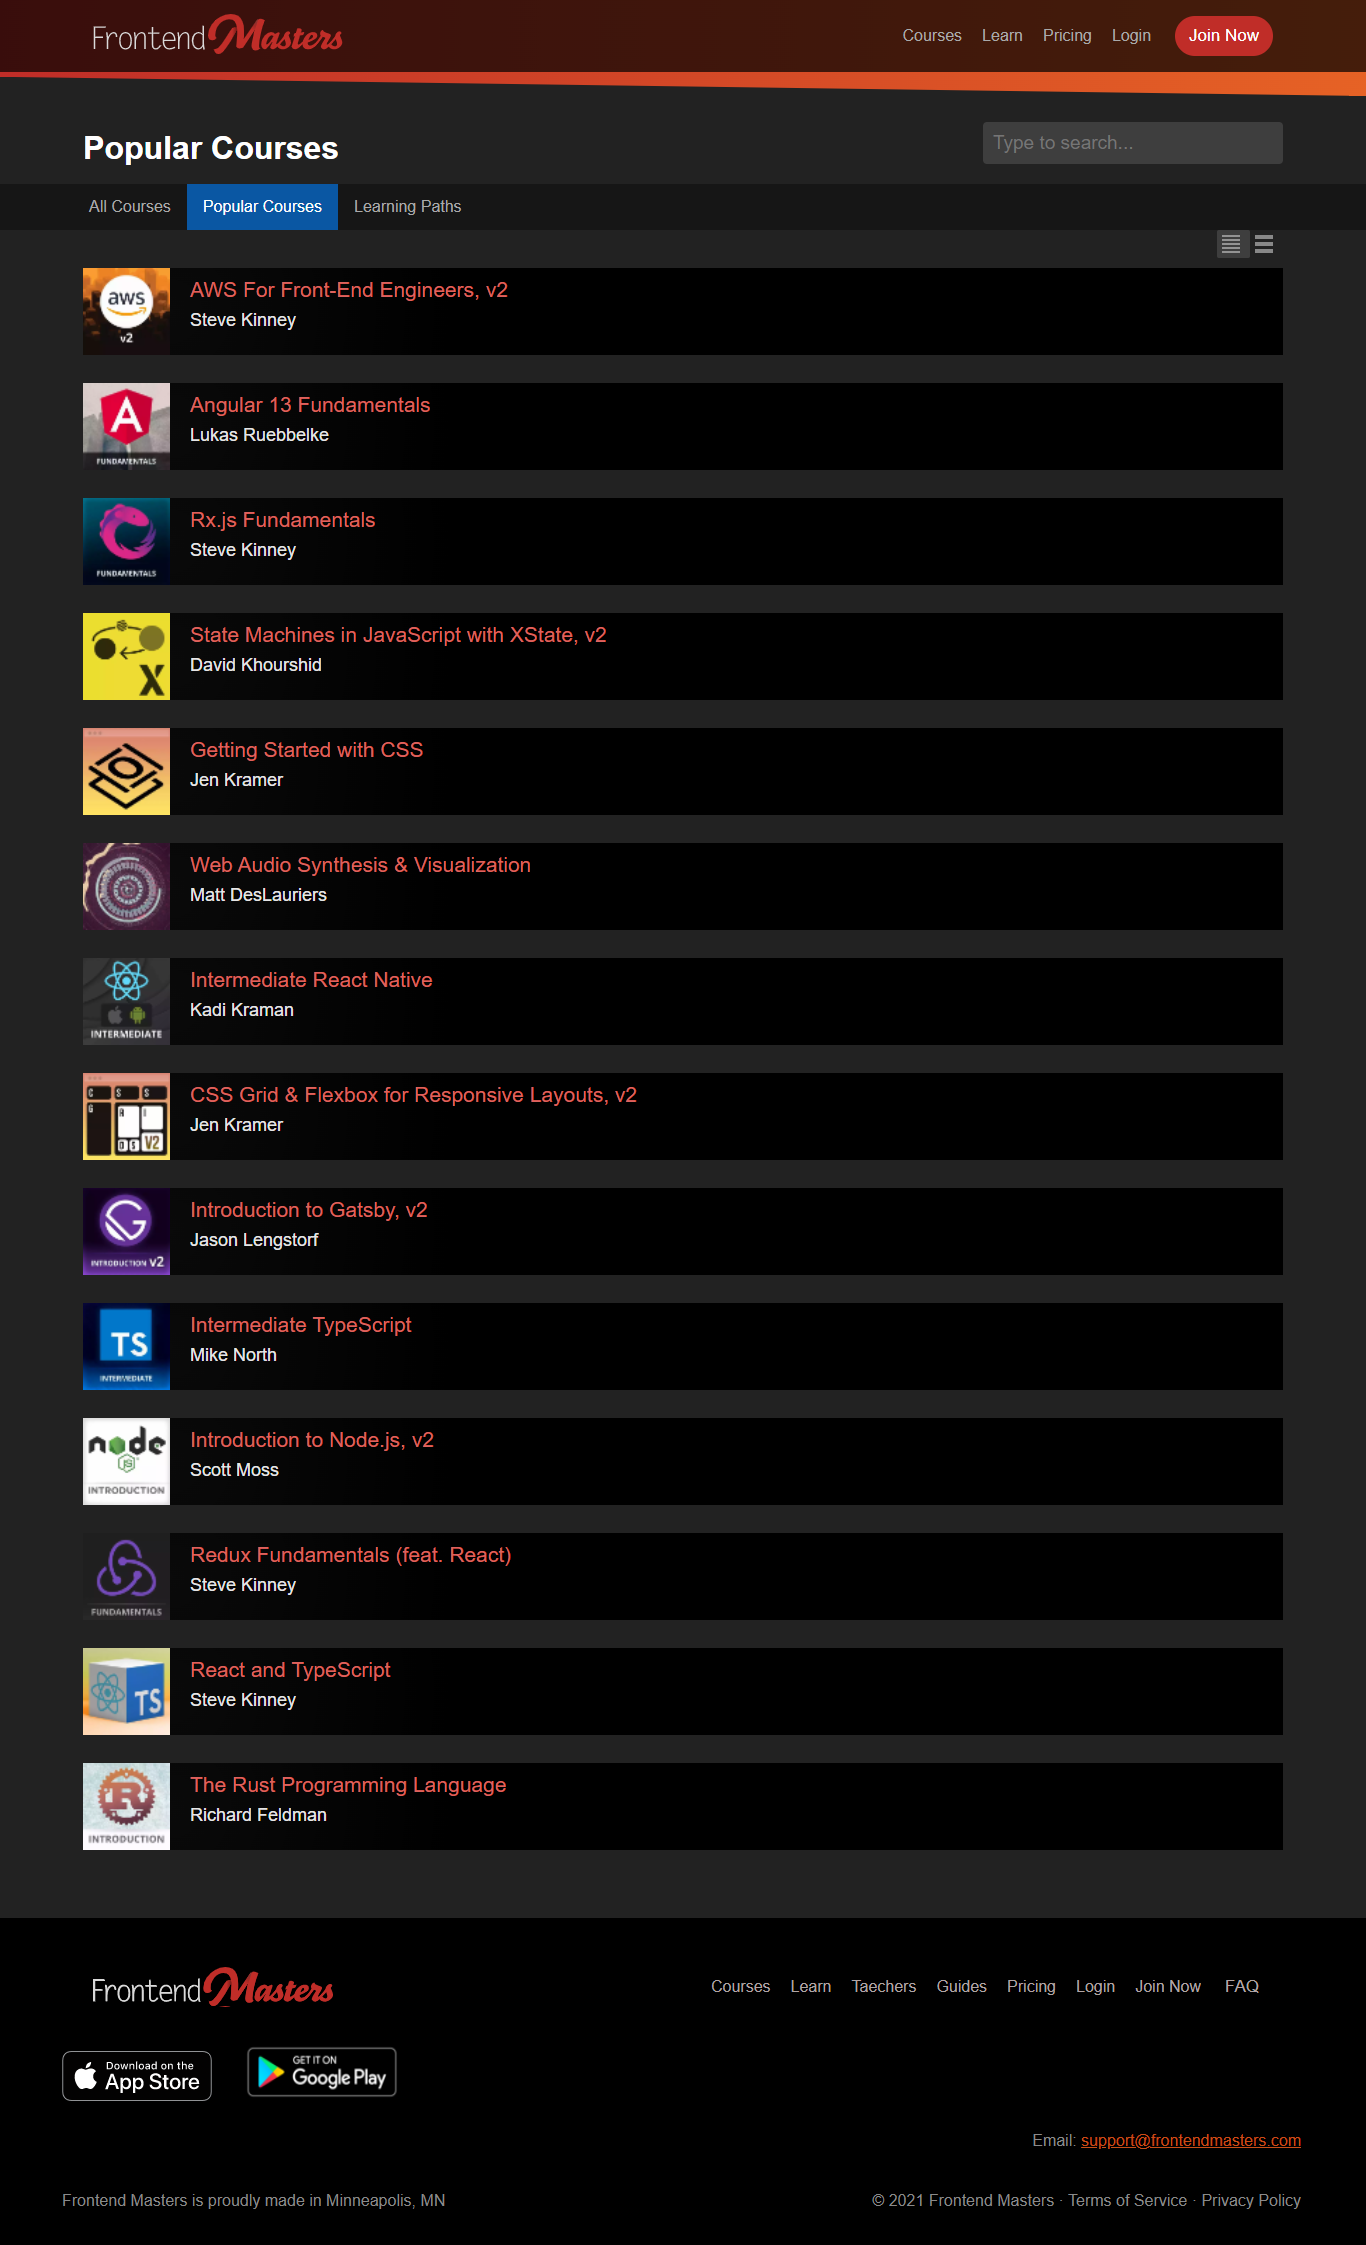 Frontend Masters
Courses Learn Pricing Login Join Now
Popular Courses
Type to search...
All Courses Popular Courses Learning Paths
aws
v2
AWS For Front-End Engineers, v2
Steve Kinney
A
FUNDAMENTALS
Angular 13 Fundamentals
Lukas Ruebbelke
FUNDAMENTALS
Rx.js Fundamentals
Steve Kinney
X
State Machines in JavaScript with XState, v2
David Khourshid
Getting Started with CSS
Jen Kramer
Web Audio Synthesis & Visualization
Matt DesLauriers
INTERMEDIATE
Intermediate React Native
Kadi Kraman
C S S
G R I
D S V2
CSS Grid & Flexbox for Responsive Layouts, v2
Jen Kramer
INTRODUCTION V2
Introduction to Gatsby, v2
Jason Lengstorf
TS
INTERMEDIATE
Intermediate TypeScript
Mike North
node
JS
INTRODUCTION
Introduction to Node.js, v2
Scott Moss
FUNDAMENTALS
Redux Fundamentals (feat. React)
Steve Kinney
TS
React and TypeScript
Steve Kinney
R
INTRODUCTION
The Rust Programming Language
Richard Feldman
Frontend Masters
Courses Learn Taechers Guides Pricing Login Join Now FAQ
Download on the
App Store
GET IT ON
Google Play
Email: support@frontendmasters.com
Frontend Masters is proudly made in Minneapolis, MN
© 2021 Frontend Masters · Terms of Service · Privacy Policy